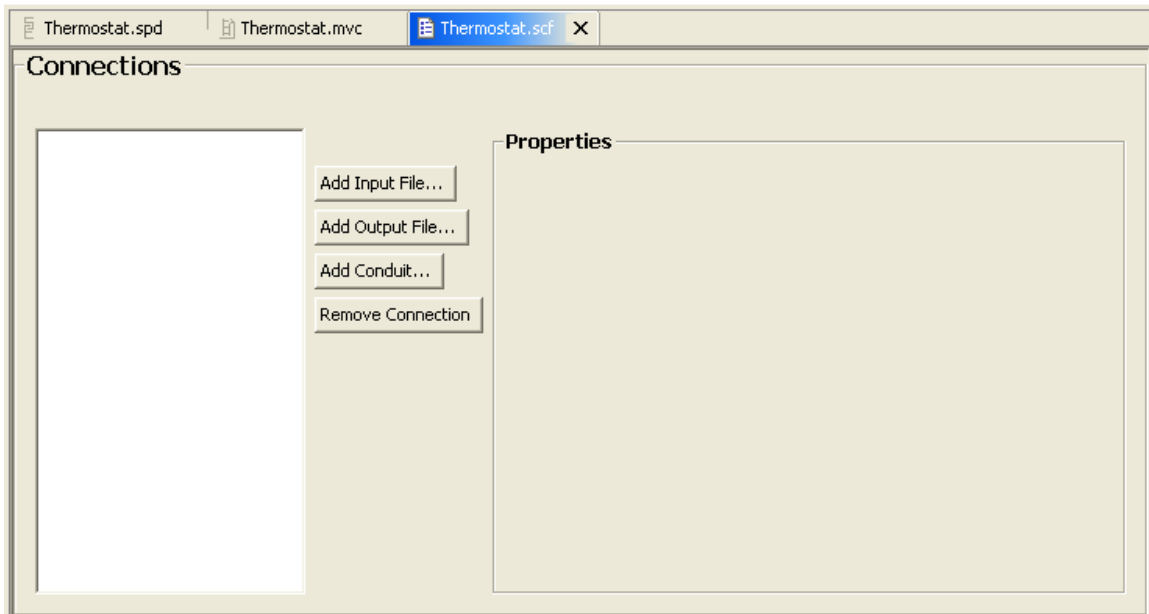 Thermostat.spd
Thermostat.mvc
Thermostat.scf
Connections
Properties
Add Input File...
Add Output File...
Add Conduit...
Remove Connection